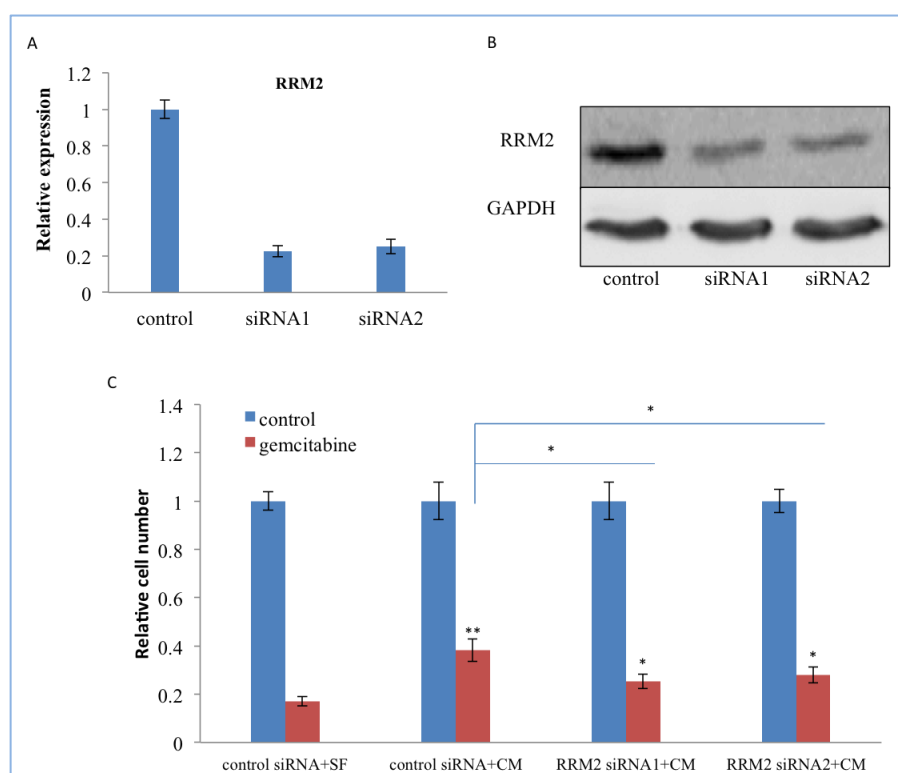 A
RRM2
Relative expression
1.2
1
0.8
0.6
0.4
0.2
0
control siRNA1 siRNA2
B
RRM2
GAPDH
control siRNA1 siRNA2
C
Relative cell number
1.4
1.2
1
0.8
0.6
0.4
0.2
0
control
gemcitabine
*
*
**
*
*
control siRNA+SF control siRNA+CM RRM2 siRNA1+CM RRM2 siRNA2+CM